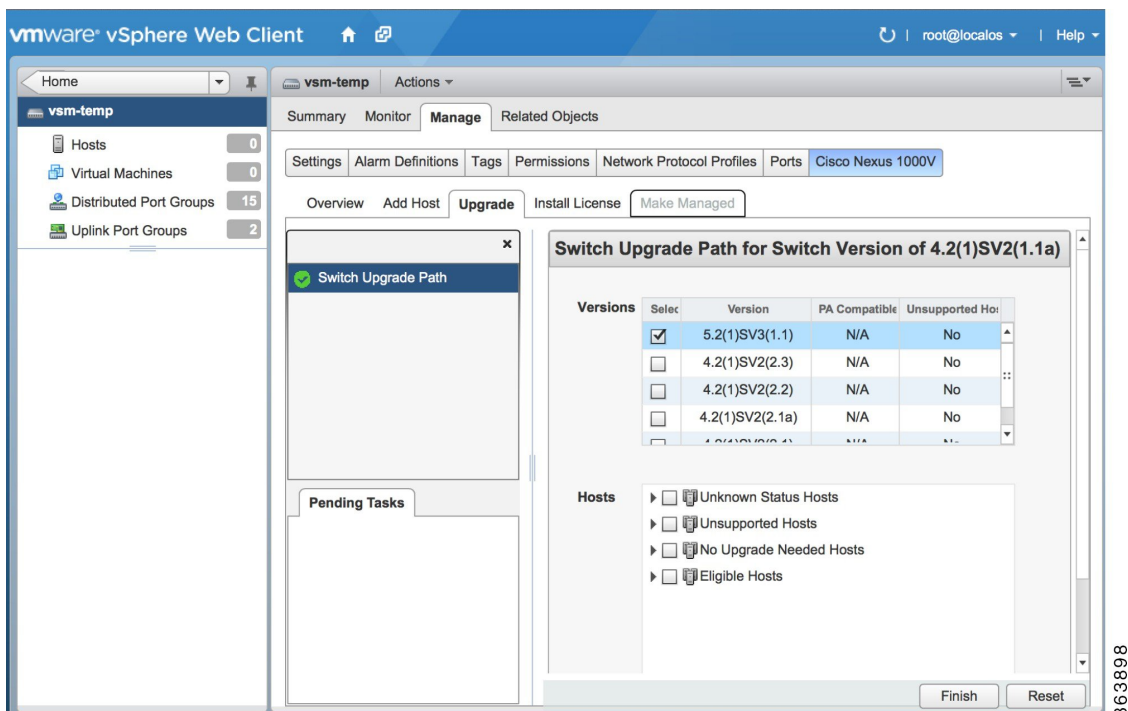 vmware® vSphere Web Client
root@localos
Help
Home
vsm-temp
Hosts 0
Virtual Machines 0
Distributed Port Groups 15
Uplink Port Groups 2
vsm-temp Actions
Summary Monitor Manage Related Objects
Settings Alarm Definitions Tags Permissions Network Protocol Profiles Ports Cisco Nexus 1000V
Overview Add Host Upgrade Install License Make Managed
Switch Upgrade Path
Pending Tasks
Switch Upgrade Path for Switch Version of 4.2(1)SV2(1.1a)
Versions
Selec Version PA Compatible Unsupported Hos
5.2(1)SV3(1.1) N/A No
4.2(1)SV2(2.3) N/A No
4.2(1)SV2(2.2) N/A No
4.2(1)SV2(2.1a) N/A No
Hosts
Unknown Status Hosts
Unsupported Hosts
No Upgrade Needed Hosts
Eligible Hosts
Finish Reset
363898